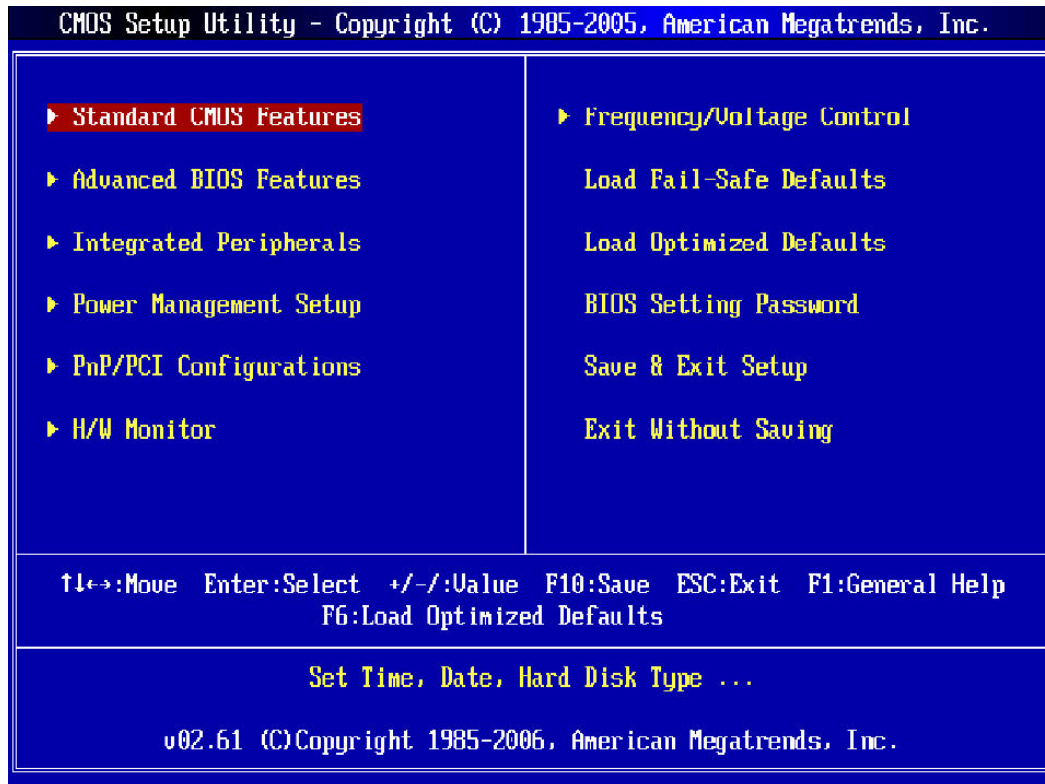 CMOS Setup Utility - Copyright (C) 1985-2005, American Megatrends, Inc.
▶ Standard CMOS Features
▶ Advanced BIOS Features
▶ Integrated Peripherals
▶ Power Management Setup
▶ PnP/PCI Configurations
▶ H/W Monitor
▶ Frequency/Voltage Control
Load Fail-Safe Defaults
Load Optimized Defaults
BIOS Setting Password
Save & Exit Setup
Exit Without Saving
↑↓←→:Move Enter:Select +/-/:Value F10:Save ESC:Exit F1:General Help
F6:Load Optimized Defaults
Set Time, Date, Hard Disk Type ...
v02.61 (C)Copyright 1985-2006, American Megatrends, Inc.